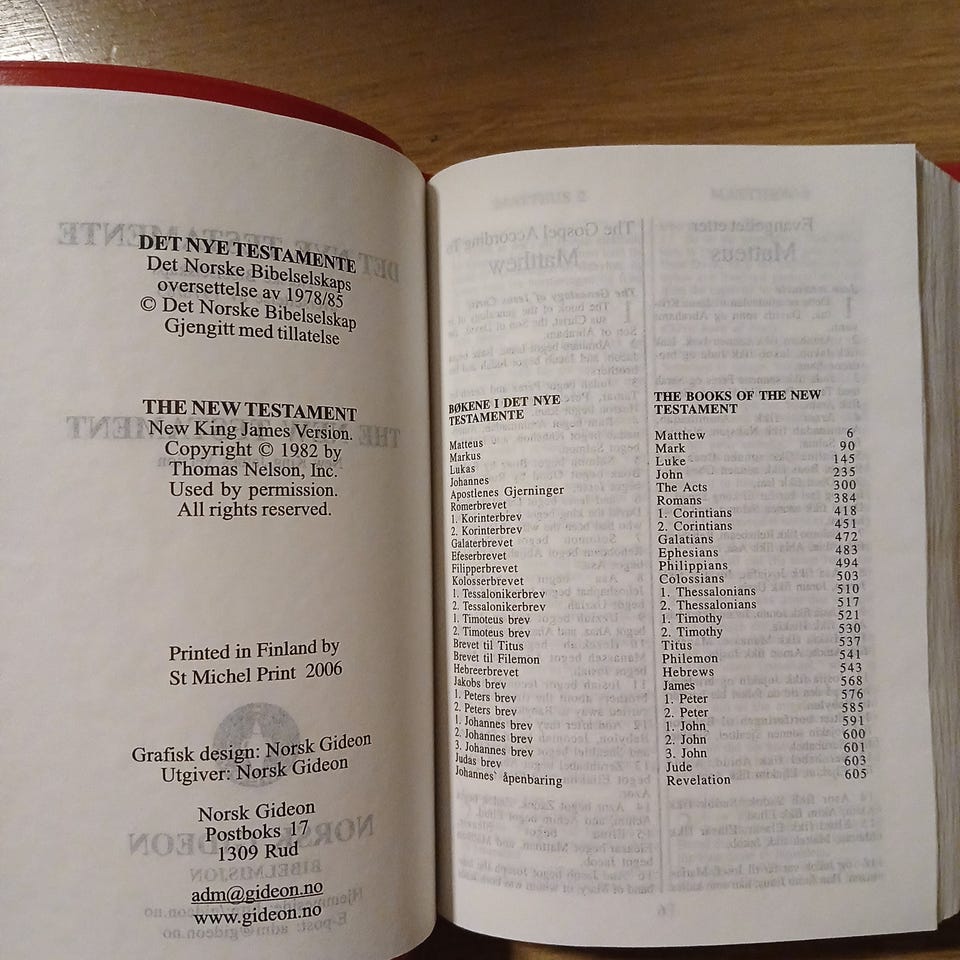 DET NYE TESTAMENTE
Det Norske Bibelselskaps
oversettelse av 1978/85
© Det Norske Bibelselskap
Gjengitt med tillatelse
THE NEW TESTAMENT
New King James Version.
Copyright © 1982 by
Thomas Nelson, Inc.
Used by permission.
All rights reserved.
Printed in Finland by
St Michel Print 2006
Grafisk design: Norsk Gideon
Utgiver: Norsk Gideon
Norsk Gideon
Postboks 17
1309 Rud
adm@gideon.no
www.gideon.no
BØKENE I DET NYE
TESTAMENTE
Matteus
Markus
Lukas
Johannes
Apostlenes Gjerninger
Romerbrevet
1. Korinterbrev
2. Korinterbrev
Galaterbrevet
Efeserbrevet
Filipperbrevet
Kolosserbrevet
1. Tessalonikerbrev
2. Tessalonikerbrev
1. Timoteus brev
2. Timoteus brev
Brevet til Titus
Brevet til Filemon
Hebreerbrevet
Jakobs brev
1. Peters brev
2. Peters brev
1. Johannes brev
2. Johannes brev
3. Johannes brev
Judas brev
Johannes` åpenbaring
THE BOOKS OF THE NEW
TESTAMENT
Matthew 6
Mark 90
Luke 145
John 235
The Acts 300
Romans 384
1. Corinthians 418
2. Corinthians 451
Galatians 472
Ephesians 483
Philippians 494
Colossians 503
1. Thessalonians 510
2. Thessalonians 517
1. Timothy 521
2. Timothy 530
Titus 537
Philemon 541
Hebrews 543
James 568
1. Peter 576
2. Peter 585
1. John 591
2. John 600
3. John 601
Jude 603
Revelation 605